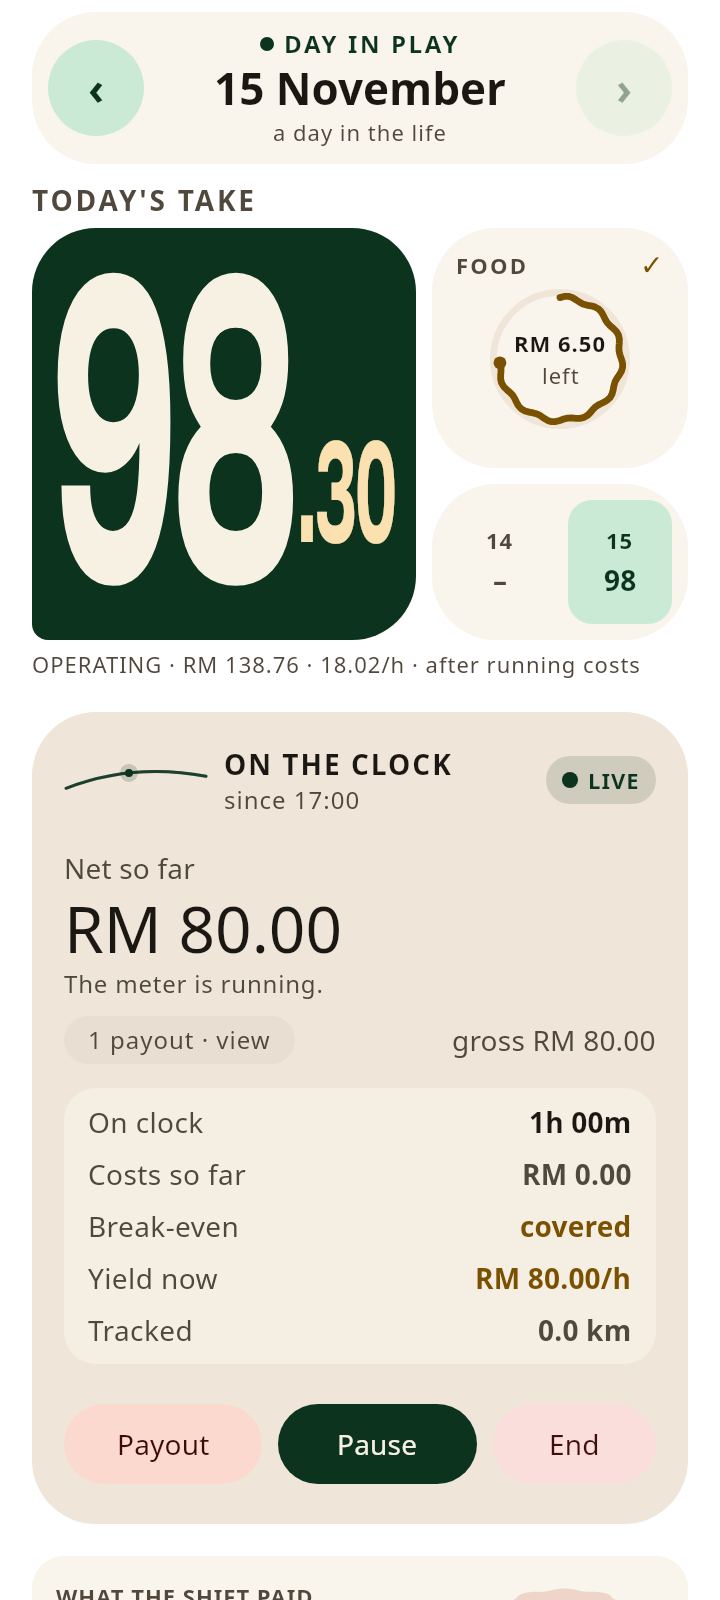 DAY IN PLAY
‹
15 November
›
a day in the life
TODAY'S TAKE
98.30
FOOD ✓
RM 6.50
left
14
–
15
98
OPERATING · RM 138.76 · 18.02/h · after running costs
ON THE CLOCK
since 17:00
LIVE
Net so far
RM 80.00
The meter is running.
1 payout · view
gross RM 80.00
On clock 1h 00m
Costs so far RM 0.00
Break-even covered
Yield now RM 80.00/h
Tracked 0.0 km
Payout
Pause
End
WHAT THE SHIFT PAID